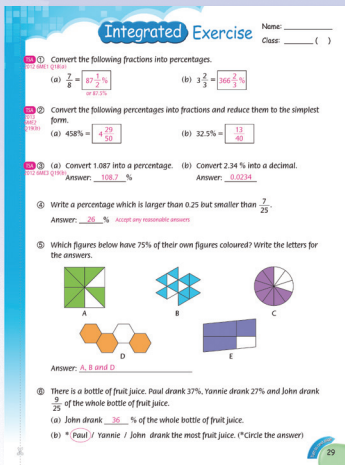 Integrated Exercise
Name:
Class: ( )
TSA ① Convert the following fractions into percentages.
(a) 7/8 = 87 1/2 %
or 87.5%
(b) 3 2/3 = 366 2/3 %
TSA ② Convert the following percentages into fractions and reduce them to the simplest
form.
(a) 458% = 4 29/50
(b) 32.5% = 13/40
TSA ③ (a) Convert 1.087 into a percentage.
Answer: 108.7 %
(b) Convert 2.34 % into a decimal.
Answer: 0.0234
④ Write a percentage which is larger than 0.25 but smaller than 7/25.
Answer: 26 % Accept any reasonable answers
⑤ Which figures below have 75% of their own figures coloured? Write the letters for
the answers.
A
B
C
D
E
Answer: A, B and D
⑥ There is a bottle of fruit juice. Paul drank 37%, Yannie drank 27% and John drank
9/25 of the whole bottle of fruit juice.
(a) John drank 36 % of the whole bottle of fruit juice.
(b) * Paul / Yannie / John drank the most fruit juice. (*Circle the answer)
29